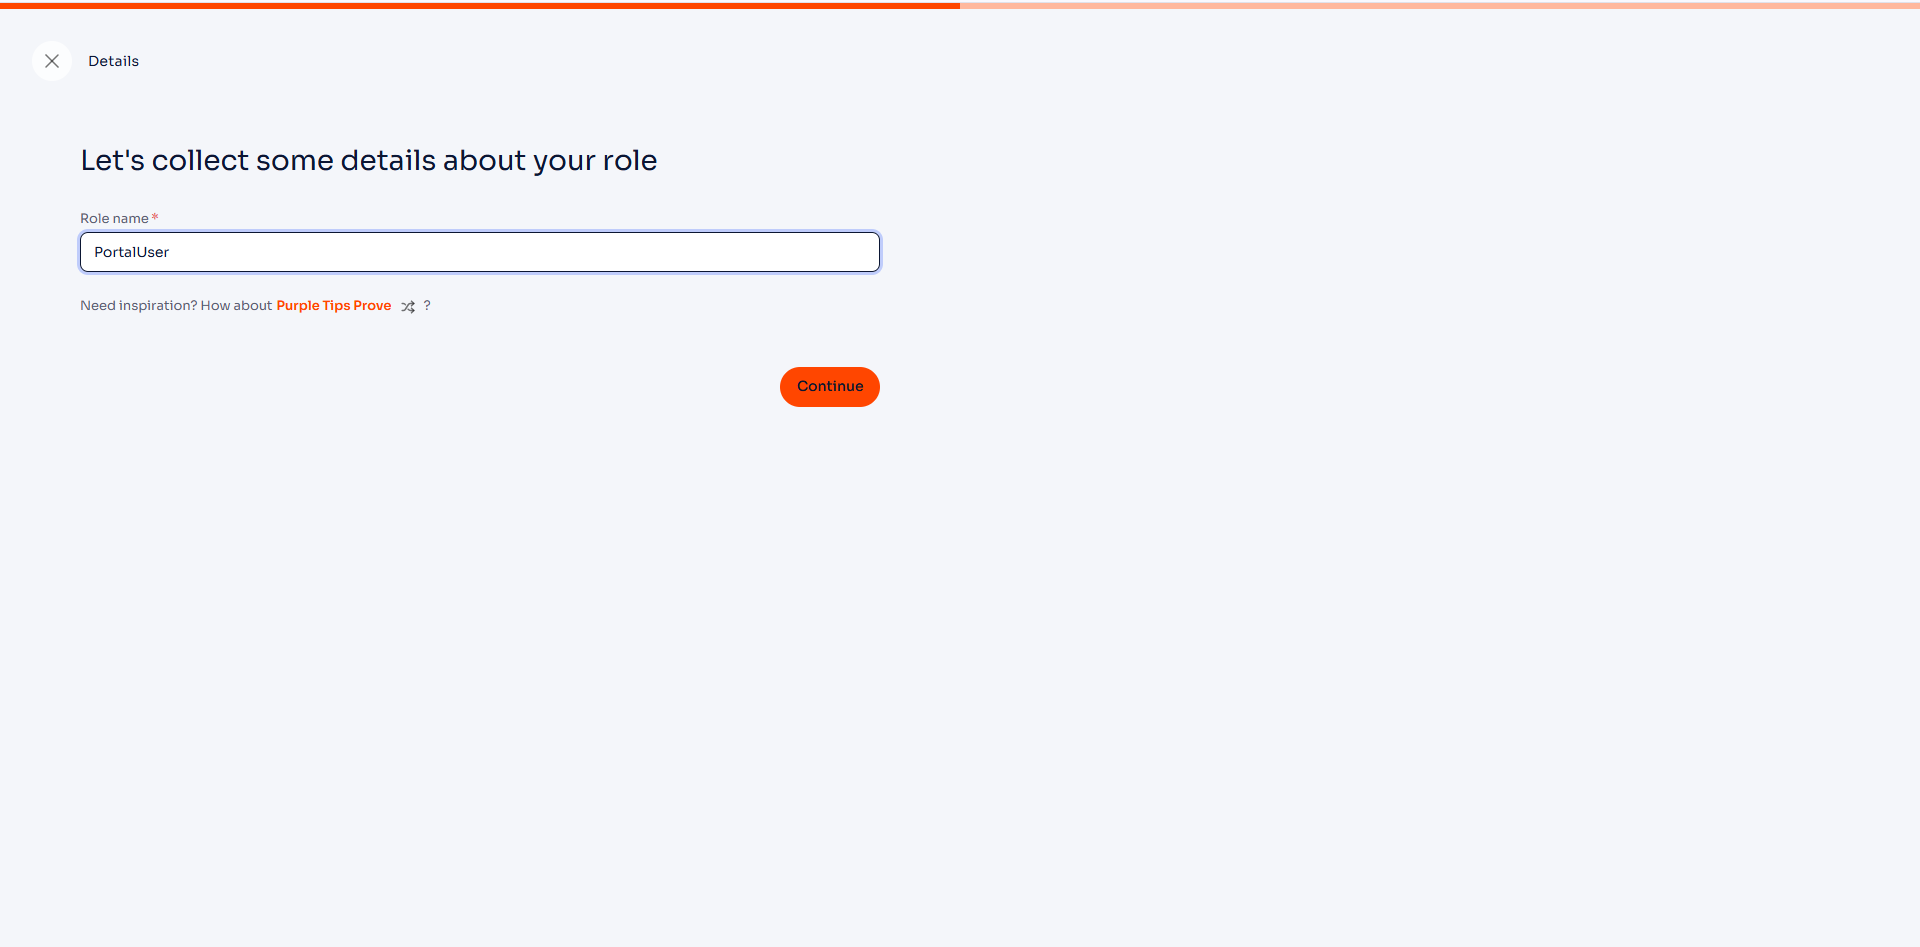 Details
Let's collect some details about your role
Role name *
PortalUser
Need inspiration? How about Purple Tips Prove ?
Continue